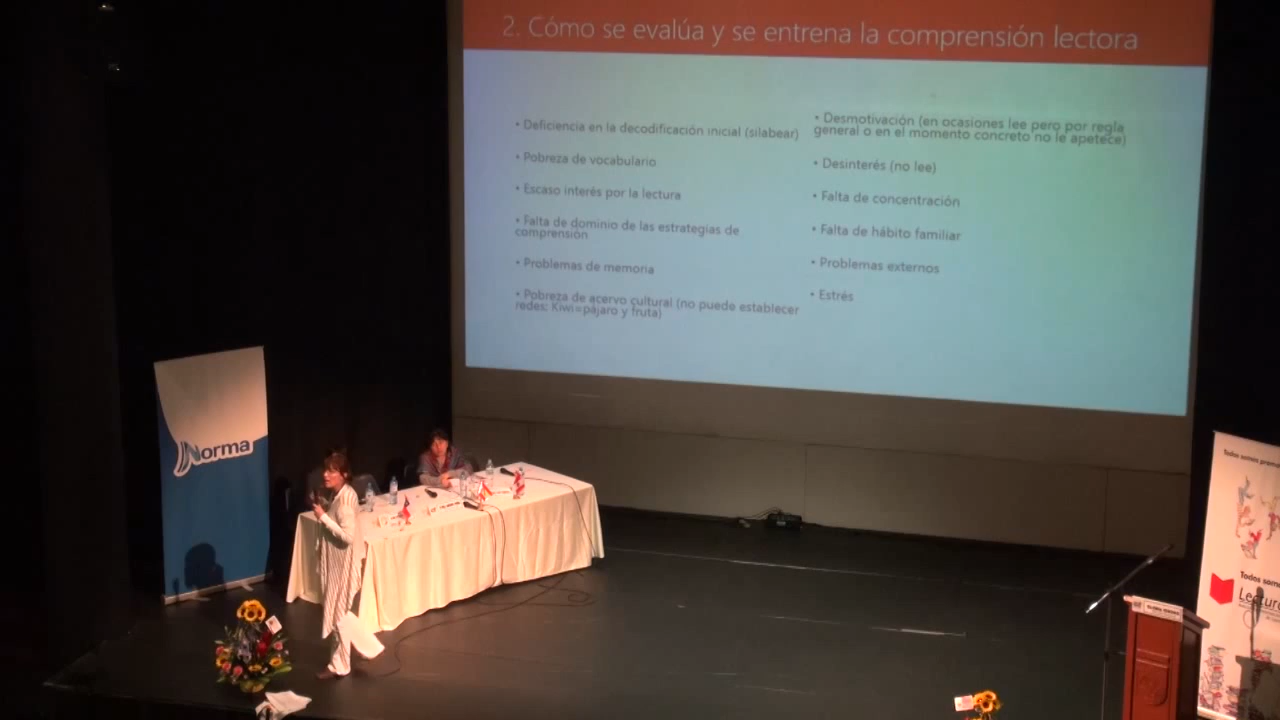 2. Cómo se evalúa y se entrena la comprensión lectora
• Deficiencia en la decodificación inicial (silabear)
• Pobreza de vocabulario
• Escaso interés por la lectura
• Falta de dominio de las estrategias de
comprensión
• Problemas de memoria
• Pobreza de acervo cultural (no puede establecer
redes: Kiwi=pájaro y fruta)
• Desmotivación (en ocasiones lee pero por regla
general o en el momento concreto no le apetece)
• Desinterés (no lee)
• Falta de concentración
• Falta de hábito familiar
• Problemas externos
• Estrés
Norma
Todos somos
Todos